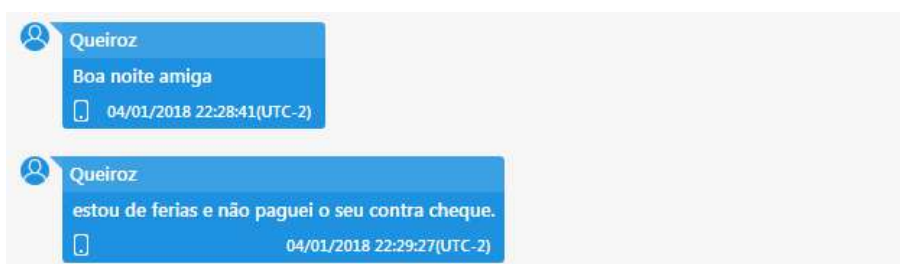 Queiroz
Boa noite amiga
04/01/2018 22:28:41(UTC-2)
Queiroz
estou de ferias e não paguei o seu contra cheque.
04/01/2018 22:29:27(UTC-2)